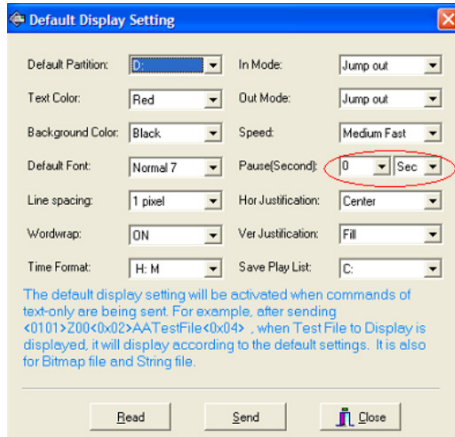 Default Display Setting
Default Partition: D: In Mode: Jump out
Text Color: Red Out Mode: Jump out
Background Color: Black Speed: Medium Fast
Default Font: Normal 7 Pause(Second): 0 Sec
Line spacing: 1 pixel Hor Justification: Center
Wordwrap: ON Ver Justification: Fill
Time Format: H: M Save Play List: C:
The default display setting will be activated when commands of
text-only are being sent. For example, after sending
<0101>Z00<0x02>AATestFile<0x04> , when Test File to Display is
displayed, it will display according to the default settings. It is also
for Bitmap file and String file.
Read Send Close